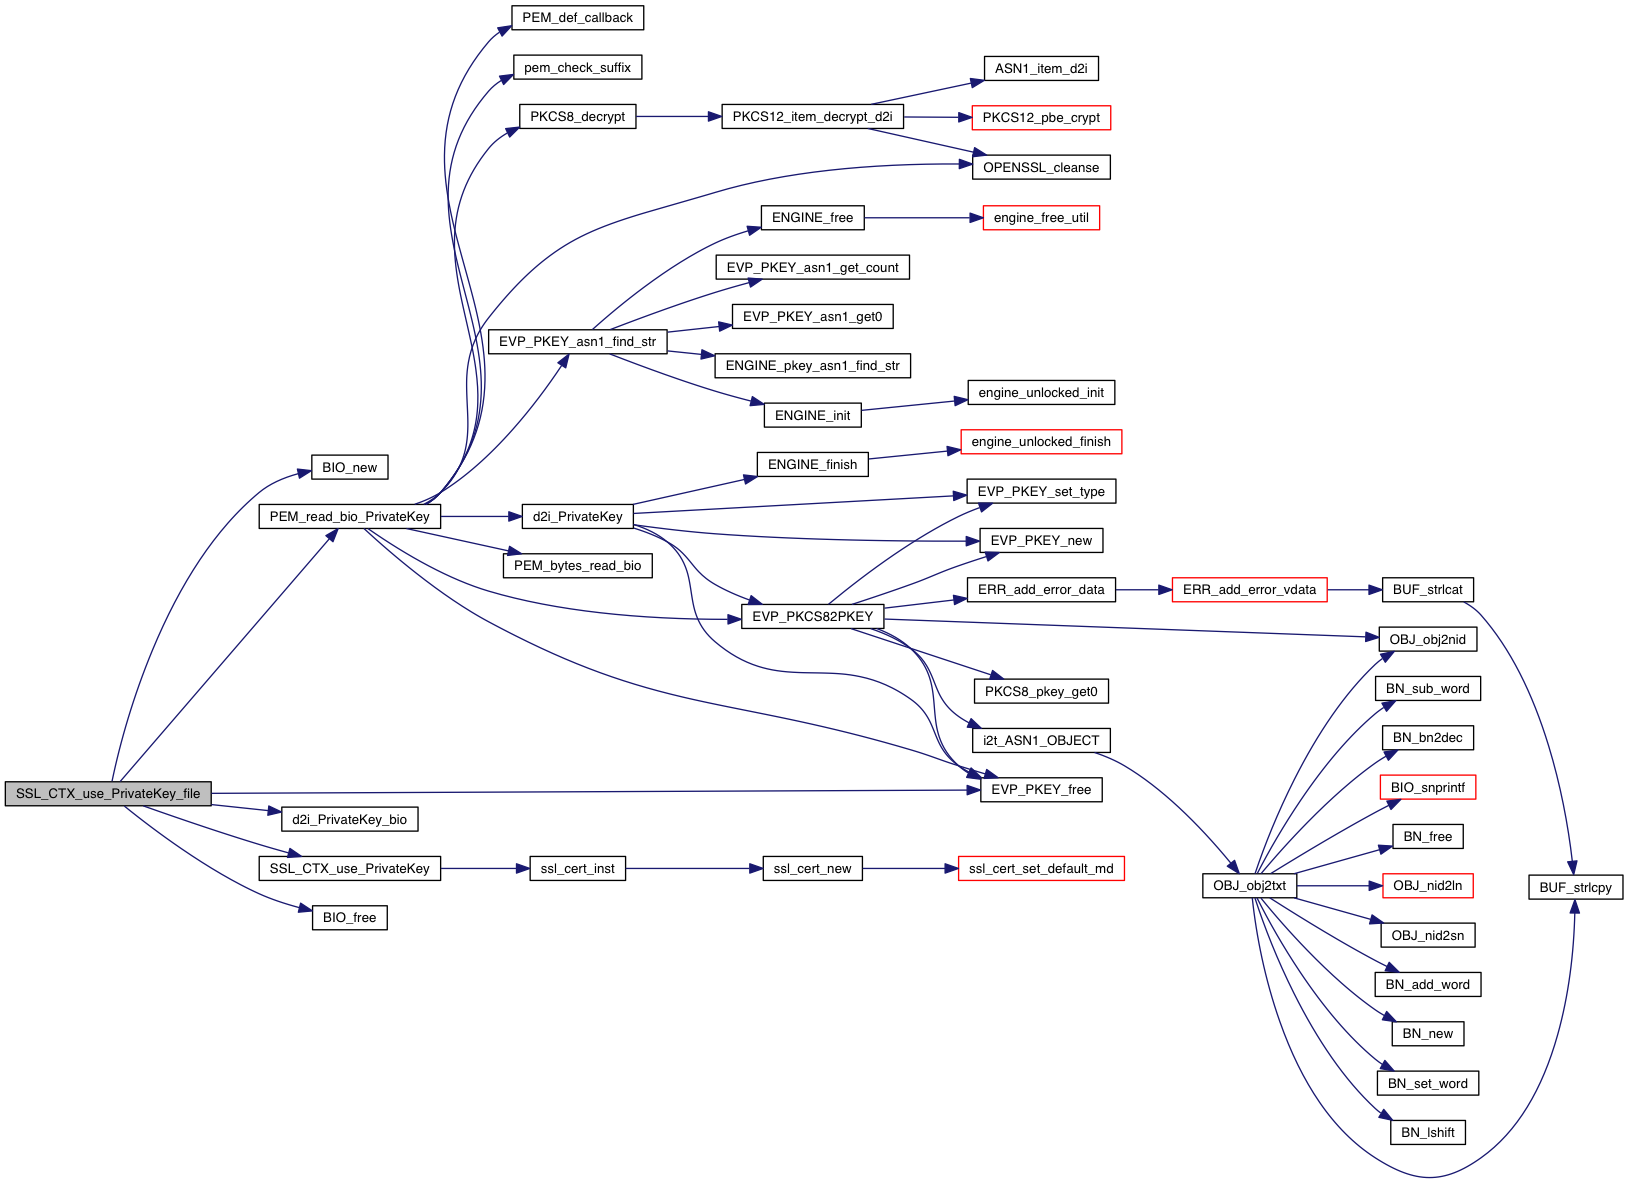 PEM_def_callback
pem_check_suffix
ASN1_item_d2i
PKCS8_decrypt
PKCS12_item_decrypt_d2i
PKCS12_pbe_crypt
OPENSSL_cleanse
ENGINE_free
engine_free_util
EVP_PKEY_asn1_get_count
EVP_PKEY_asn1_get0
EVP_PKEY_asn1_find_str
ENGINE_pkey_asn1_find_str
engine_unlocked_init
ENGINE_init
engine_unlocked_finish
BIO_new
ENGINE_finish
EVP_PKEY_set_type
PEM_read_bio_PrivateKey
d2i_PrivateKey
EVP_PKEY_new
PEM_bytes_read_bio
ERR_add_error_data
ERR_add_error_vdata
BUF_strlcat
EVP_PKCS82PKEY
OBJ_obj2nid
PKCS8_pkey_get0
BN_sub_word
i2t_ASN1_OBJECT
BN_bn2dec
SSL_CTX_use_PrivateKey_file
EVP_PKEY_free
BIO_snprintf
d2i_PrivateKey_bio
BN_free
SSL_CTX_use_PrivateKey
ssl_cert_inst
ssl_cert_new
ssl_cert_set_default_md
OBJ_obj2txt
OBJ_nid2ln
BUF_strlcpy
BIO_free
OBJ_nid2sn
BN_add_word
BN_new
BN_set_word
BN_lshift